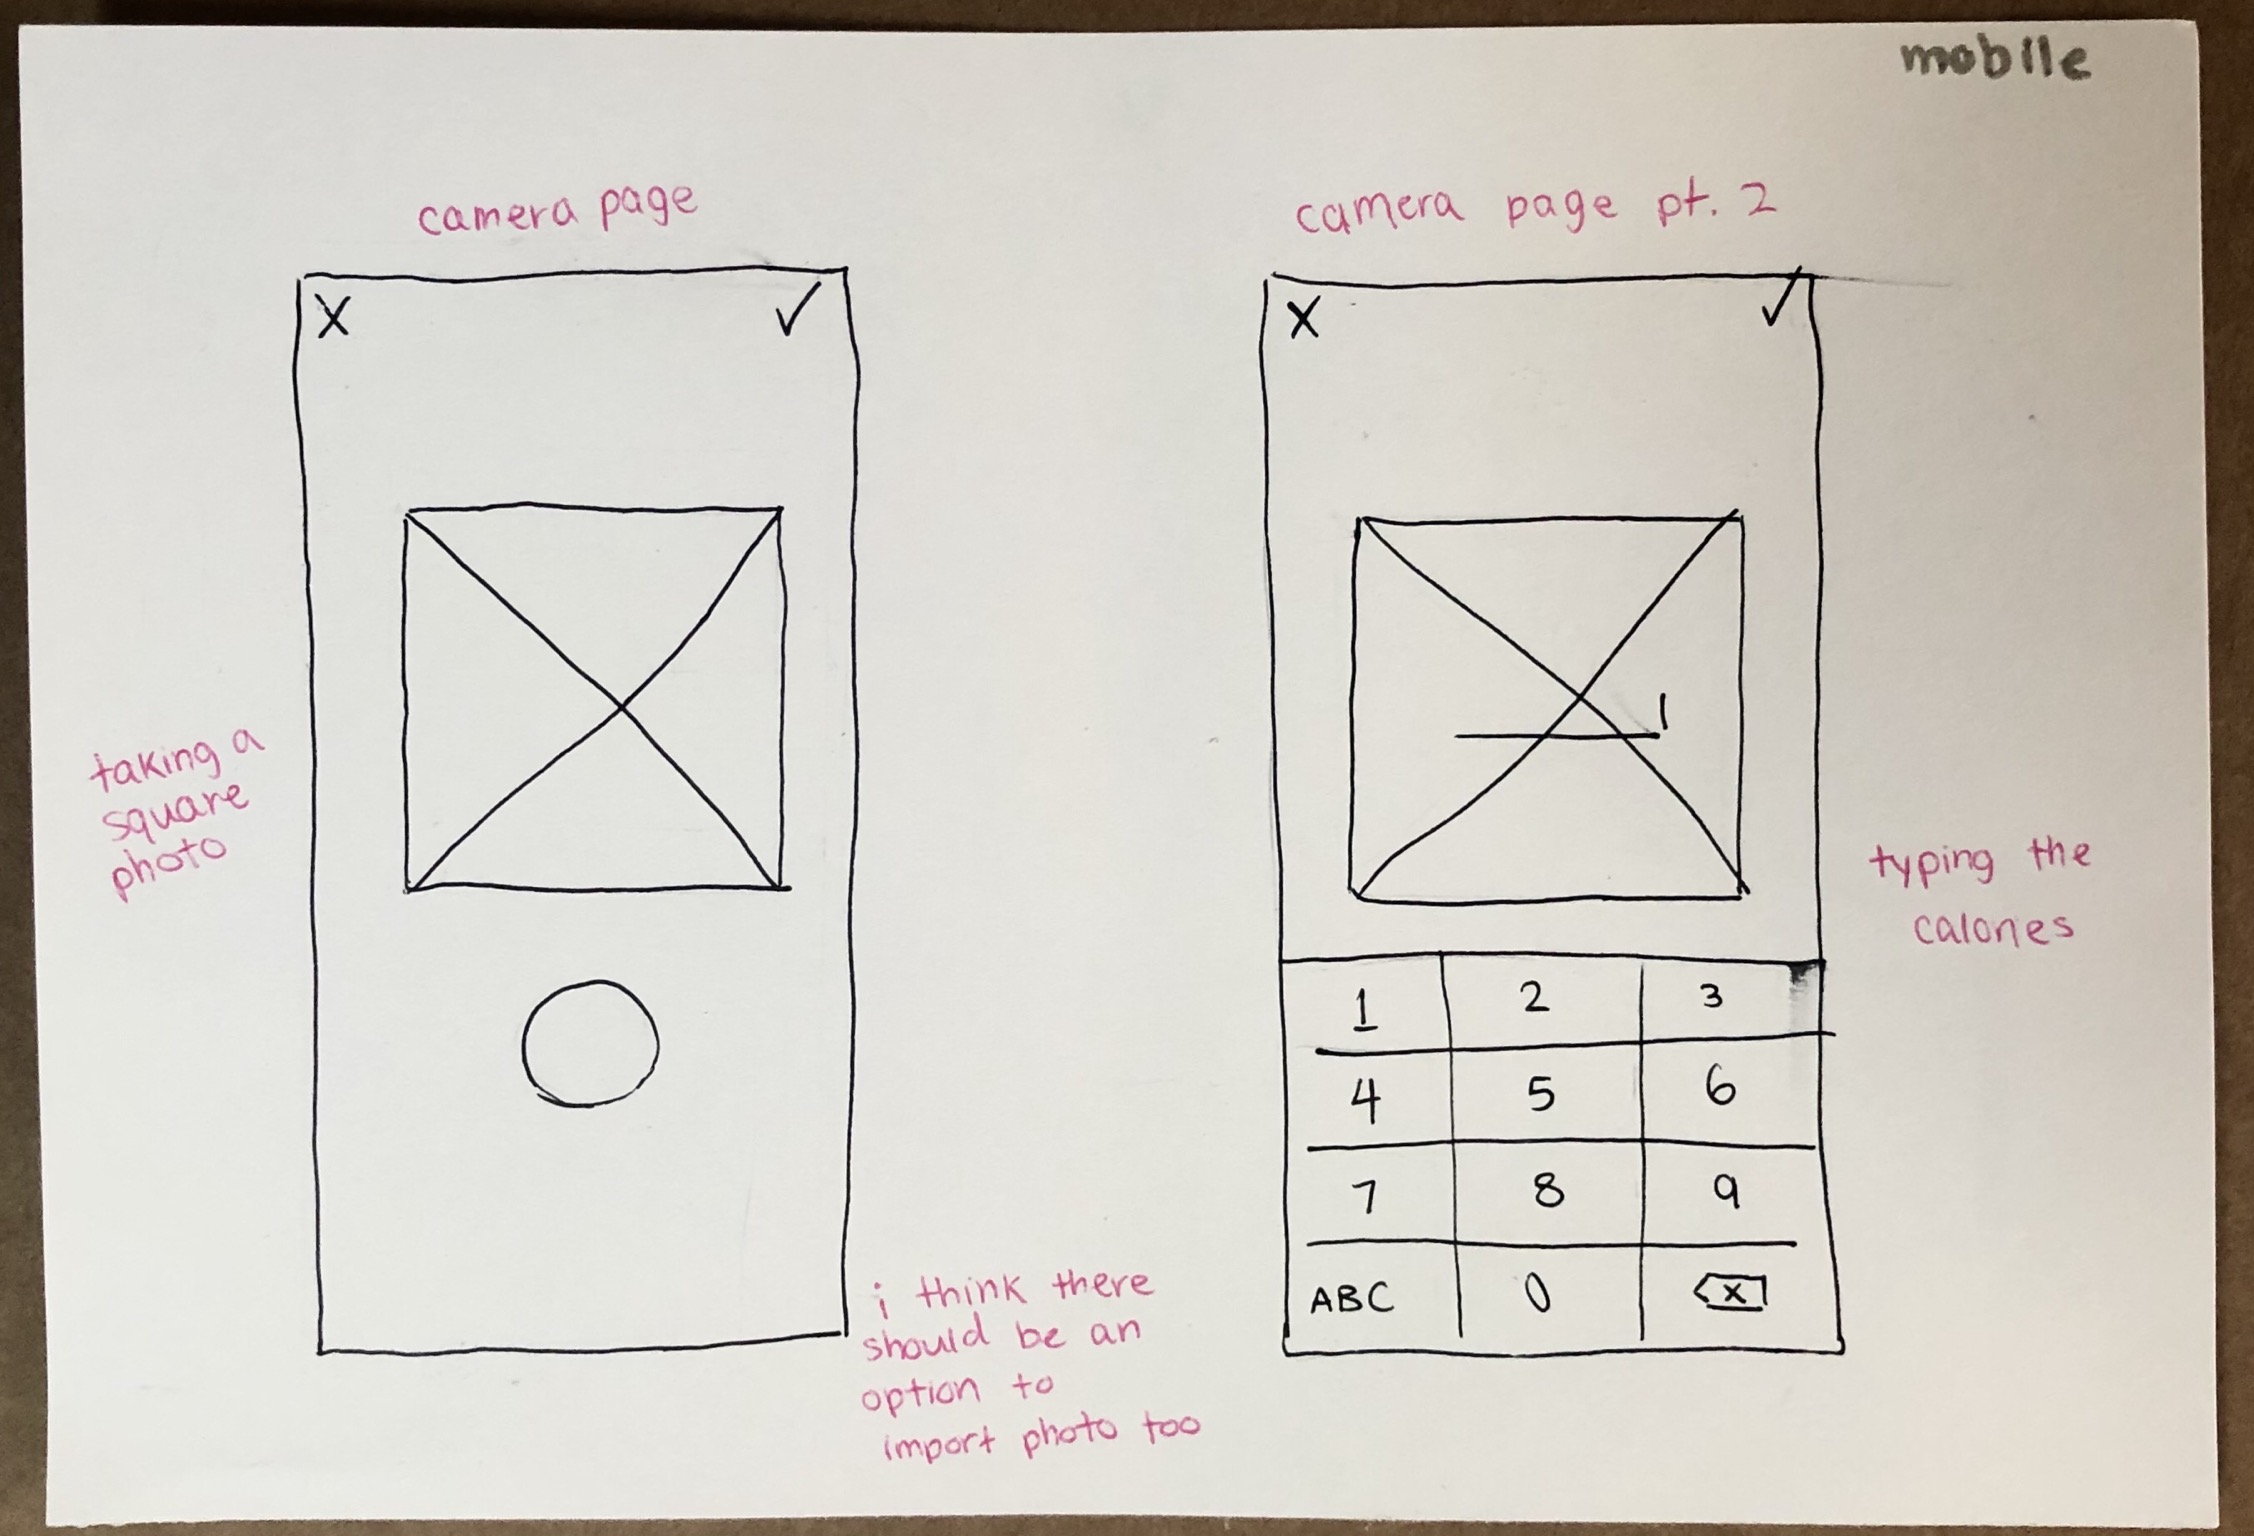 mobile
camera page
X ✓
taking a
square
photo
i think there
should be an
option to
import photo too
camera page pt. 2
X ✓
typing the
calories
1 2 3
4 5 6
7 8 9
ABC 0 X